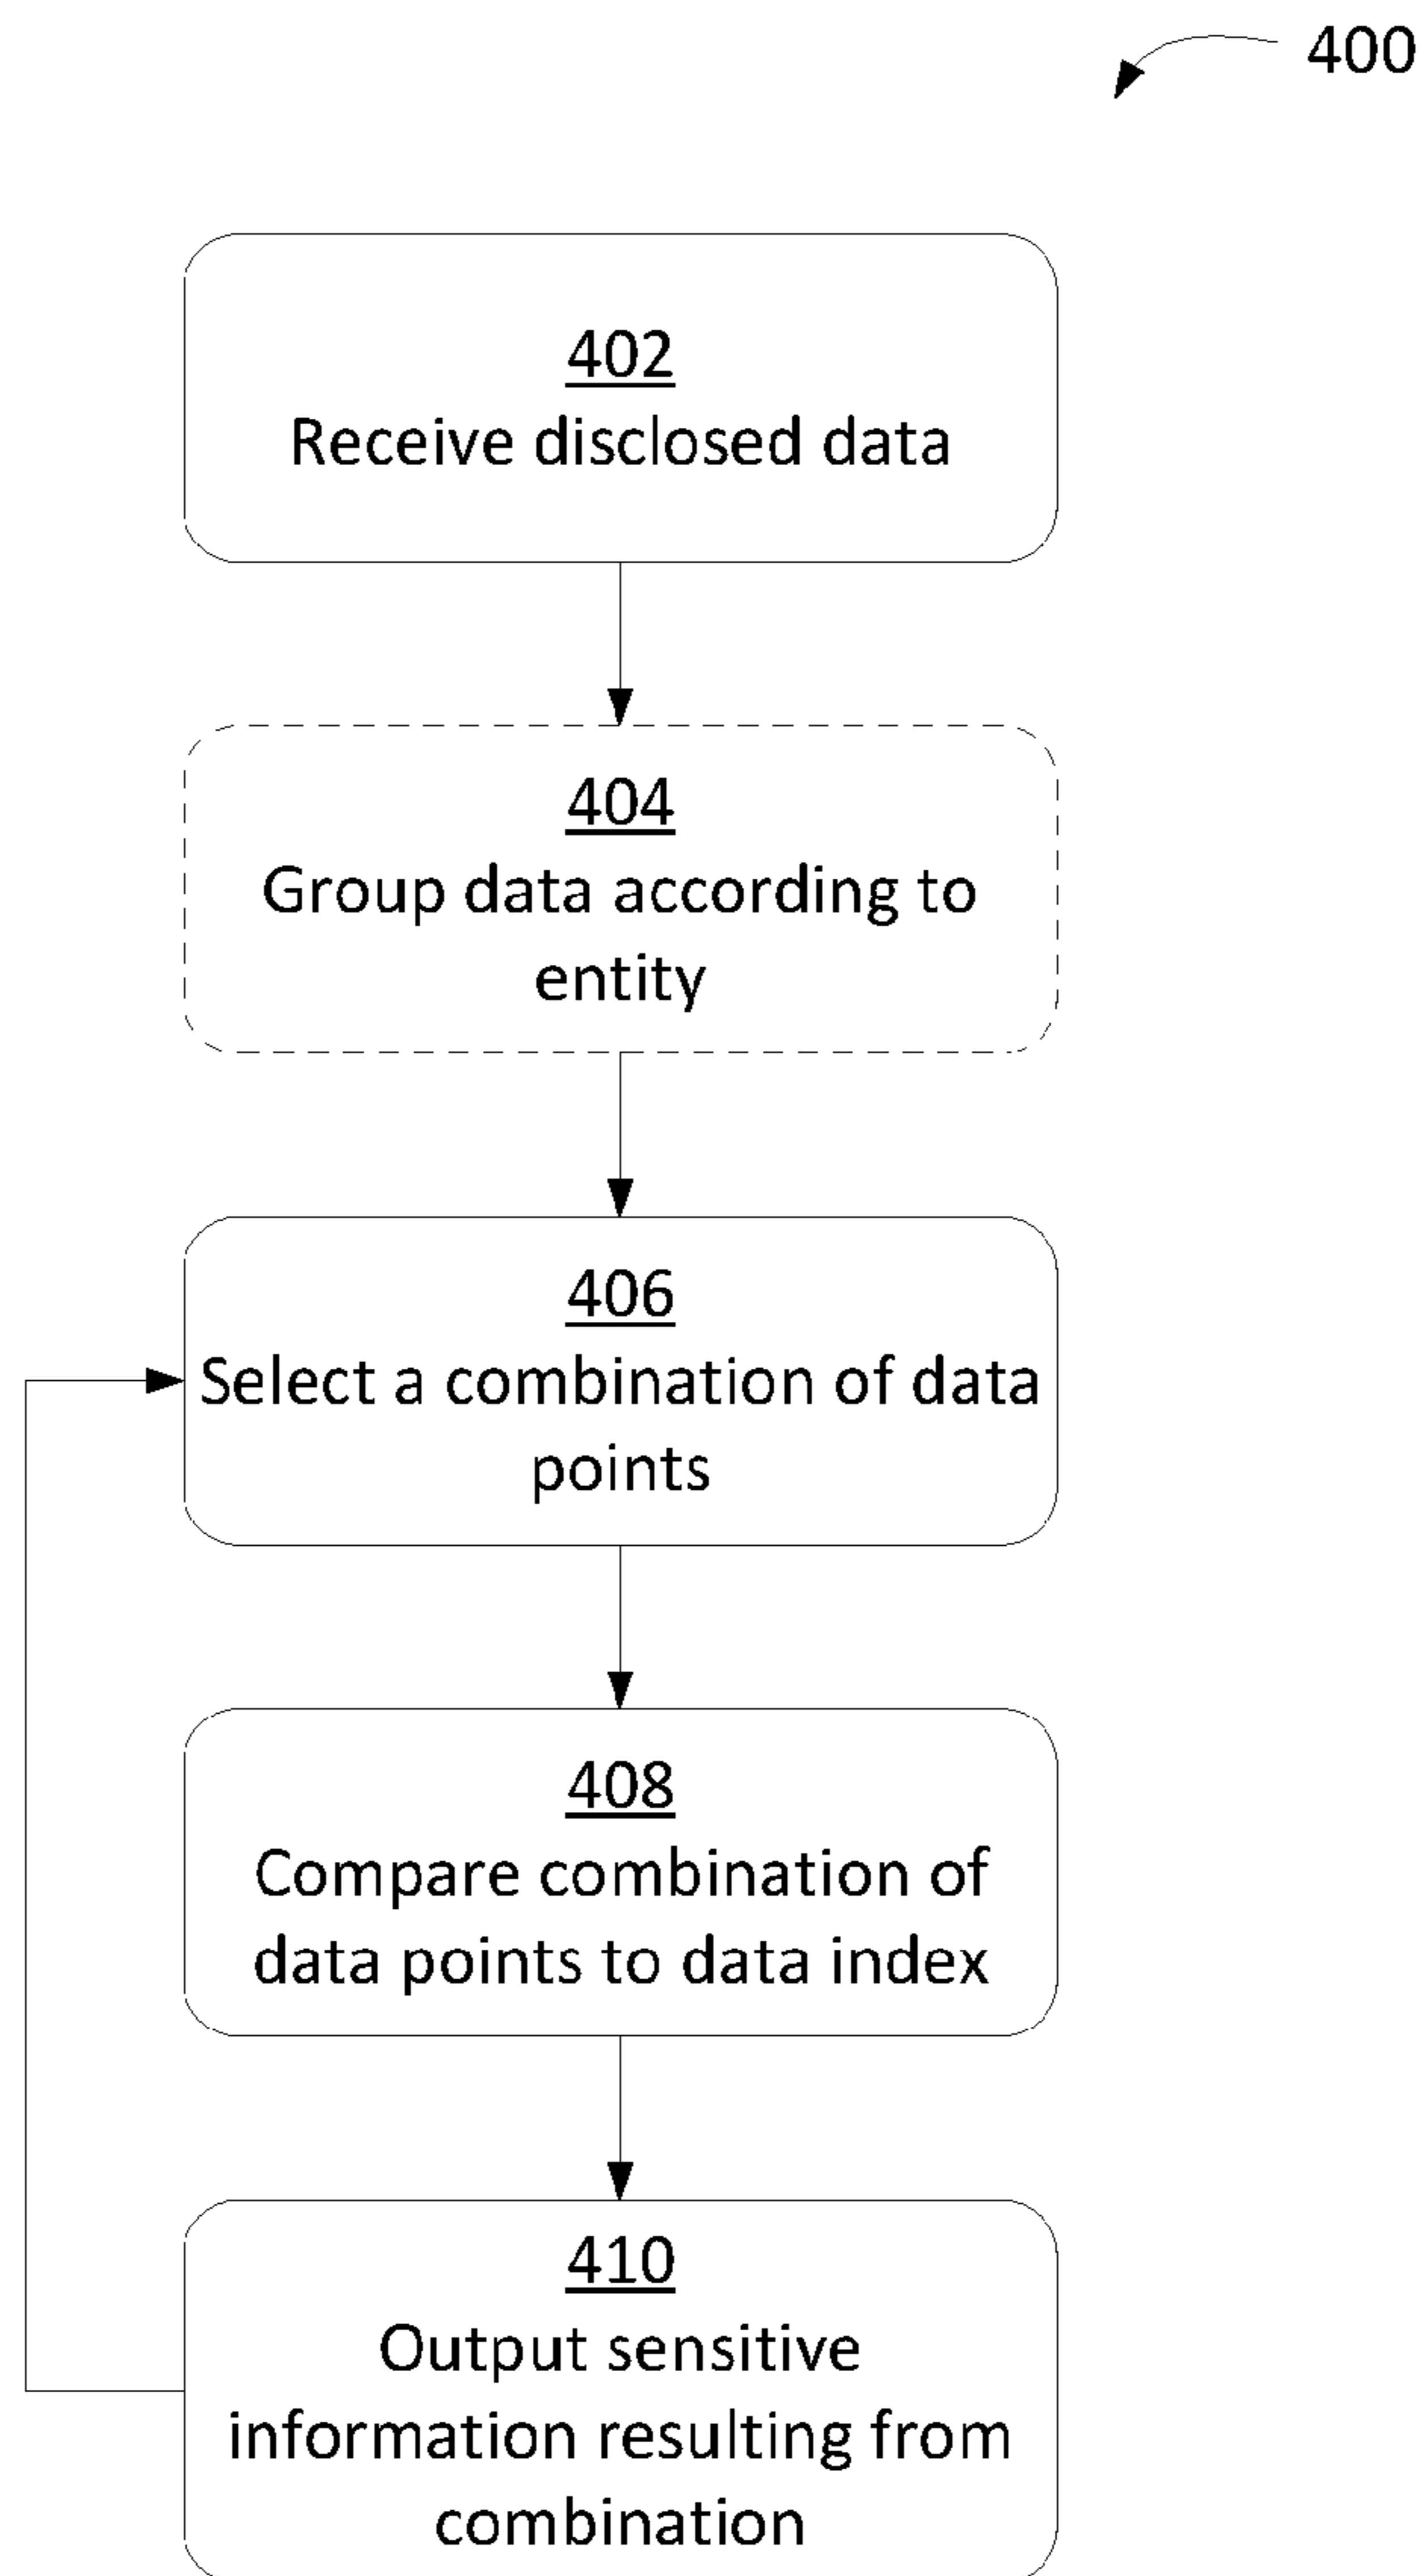 400
402
Receive disclosed data
404
Group data according to
entity
406
Select a combination of data
points
408
Compare combination of
data points to data index
410
Output sensitive
information resulting from
combination